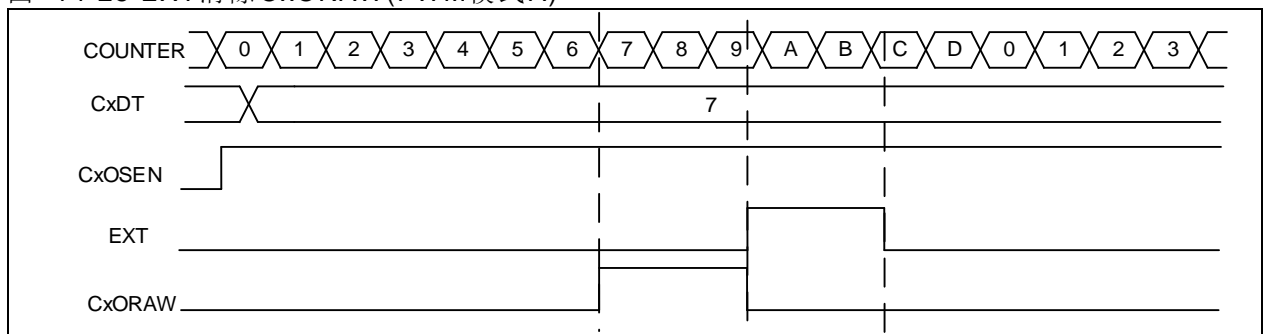 COUNTER 0 1 2 3 4 5 6 7 8 9 A B C D 0 1 2 3
CxDT 7
CxOSEN
EXT
CxORAW